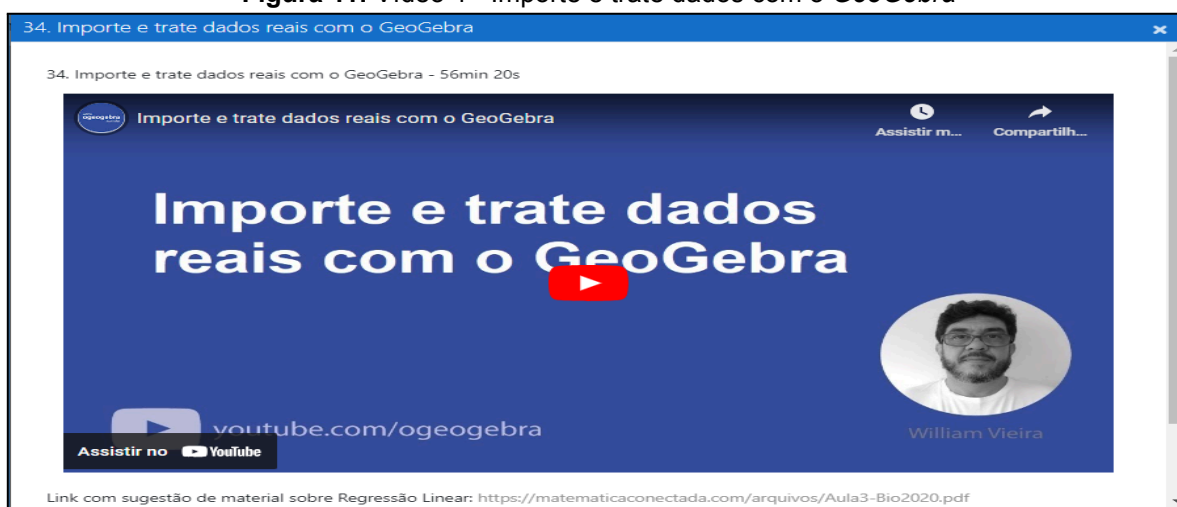 Figura 11: Vídeo 4 - Importe e trate dados com o GeoGebra
34. Importe e trate dados reais com o GeoGebra
34. Importe e trate dados reais com o GeoGebra - 56min 20s
ogeogebra
Importe e trate dados reais com o GeoGebra
Assistir m...
Compartilh...
Importe e trate dados
reais com o GeoGebra
youtube.com/ogeogebra
William Vieira
Assistir no YouTube
Link com sugestão de material sobre Regressão Linear: https://matematicaconectada.com/arquivos/Aula3-Bio2020.pdf